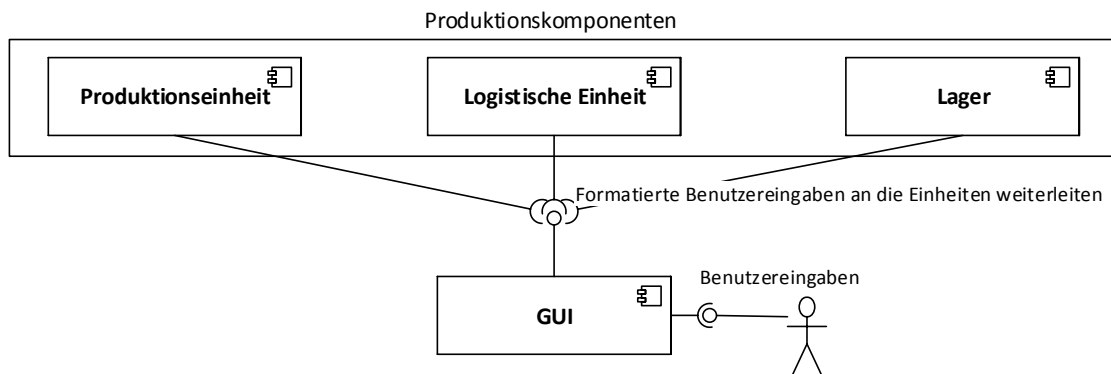 Produktionskomponenten
Produktionseinheit
Logistische Einheit
Lager
Formatierte Benutzereingaben an die Einheiten weiterleiten
Benutzereingaben
GUI